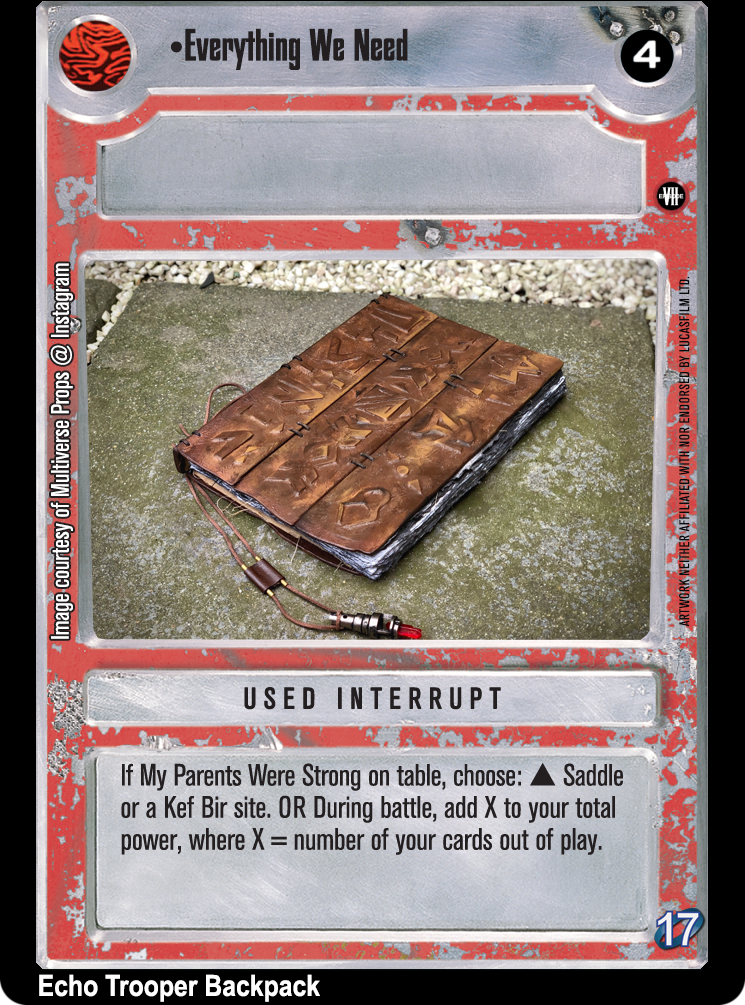 •Everything We Need
4
EPISODE VII
Image courtesy of Multiverse Props @ Instagram
ARTWORK NEITHER AFFILIATED WITH NOR ENDORSED BY LUCASFILM LTD.
USED INTERRUPT
If My Parents Were Strong on table, choose: ▲ Saddle
or a Kef Bir site. OR During battle, add X to your total
power, where X = number of your cards out of play.
17
Echo Trooper Backpack